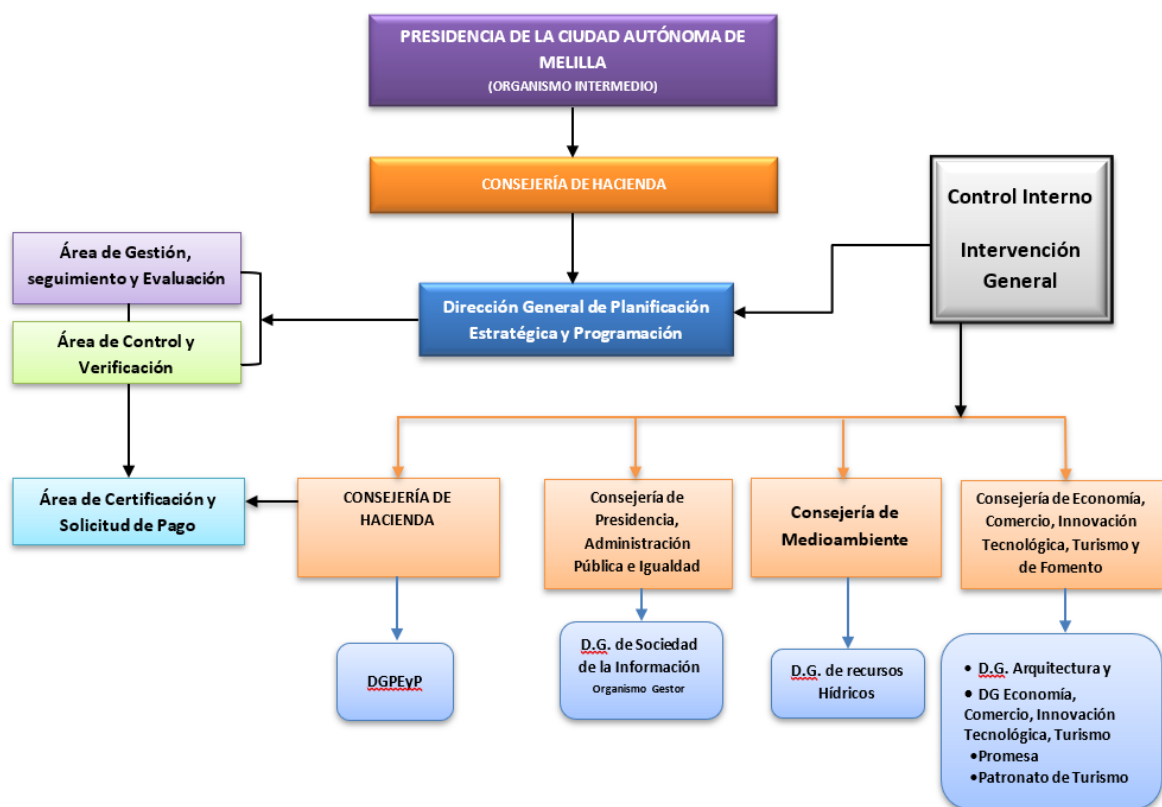 PRESIDENCIA DE LA CIUDAD AUTÓNOMA DE
MELILLA
(ORGANISMO INTERMEDIO)
CONSEJERÍA DE HACIENDA
Control Interno
Intervención
General
Área de Gestión,
seguimiento y Evaluación
Dirección General de Planificación
Estratégica y Programación
Área de Control y
Verificación
Área de Certificación y
Solicitud de Pago
CONSEJERÍA DE
HACIENDA
Consejería de
Presidencia,
Administración
Pública e Igualdad
Consejería de
Medioambiente
Consejería de Economía,
Comercio, Innovación
Tecnológica, Turismo y
de Fomento
DGPEyP
D.G. de Sociedad
de la Información
Organismo Gestor
D.G. de recursos
Hídricos
• D.G. Arquitectura y
• DG Economía,
Comercio, Innovación
Tecnológica, Turismo
•Promesa
•Patronato de Turismo